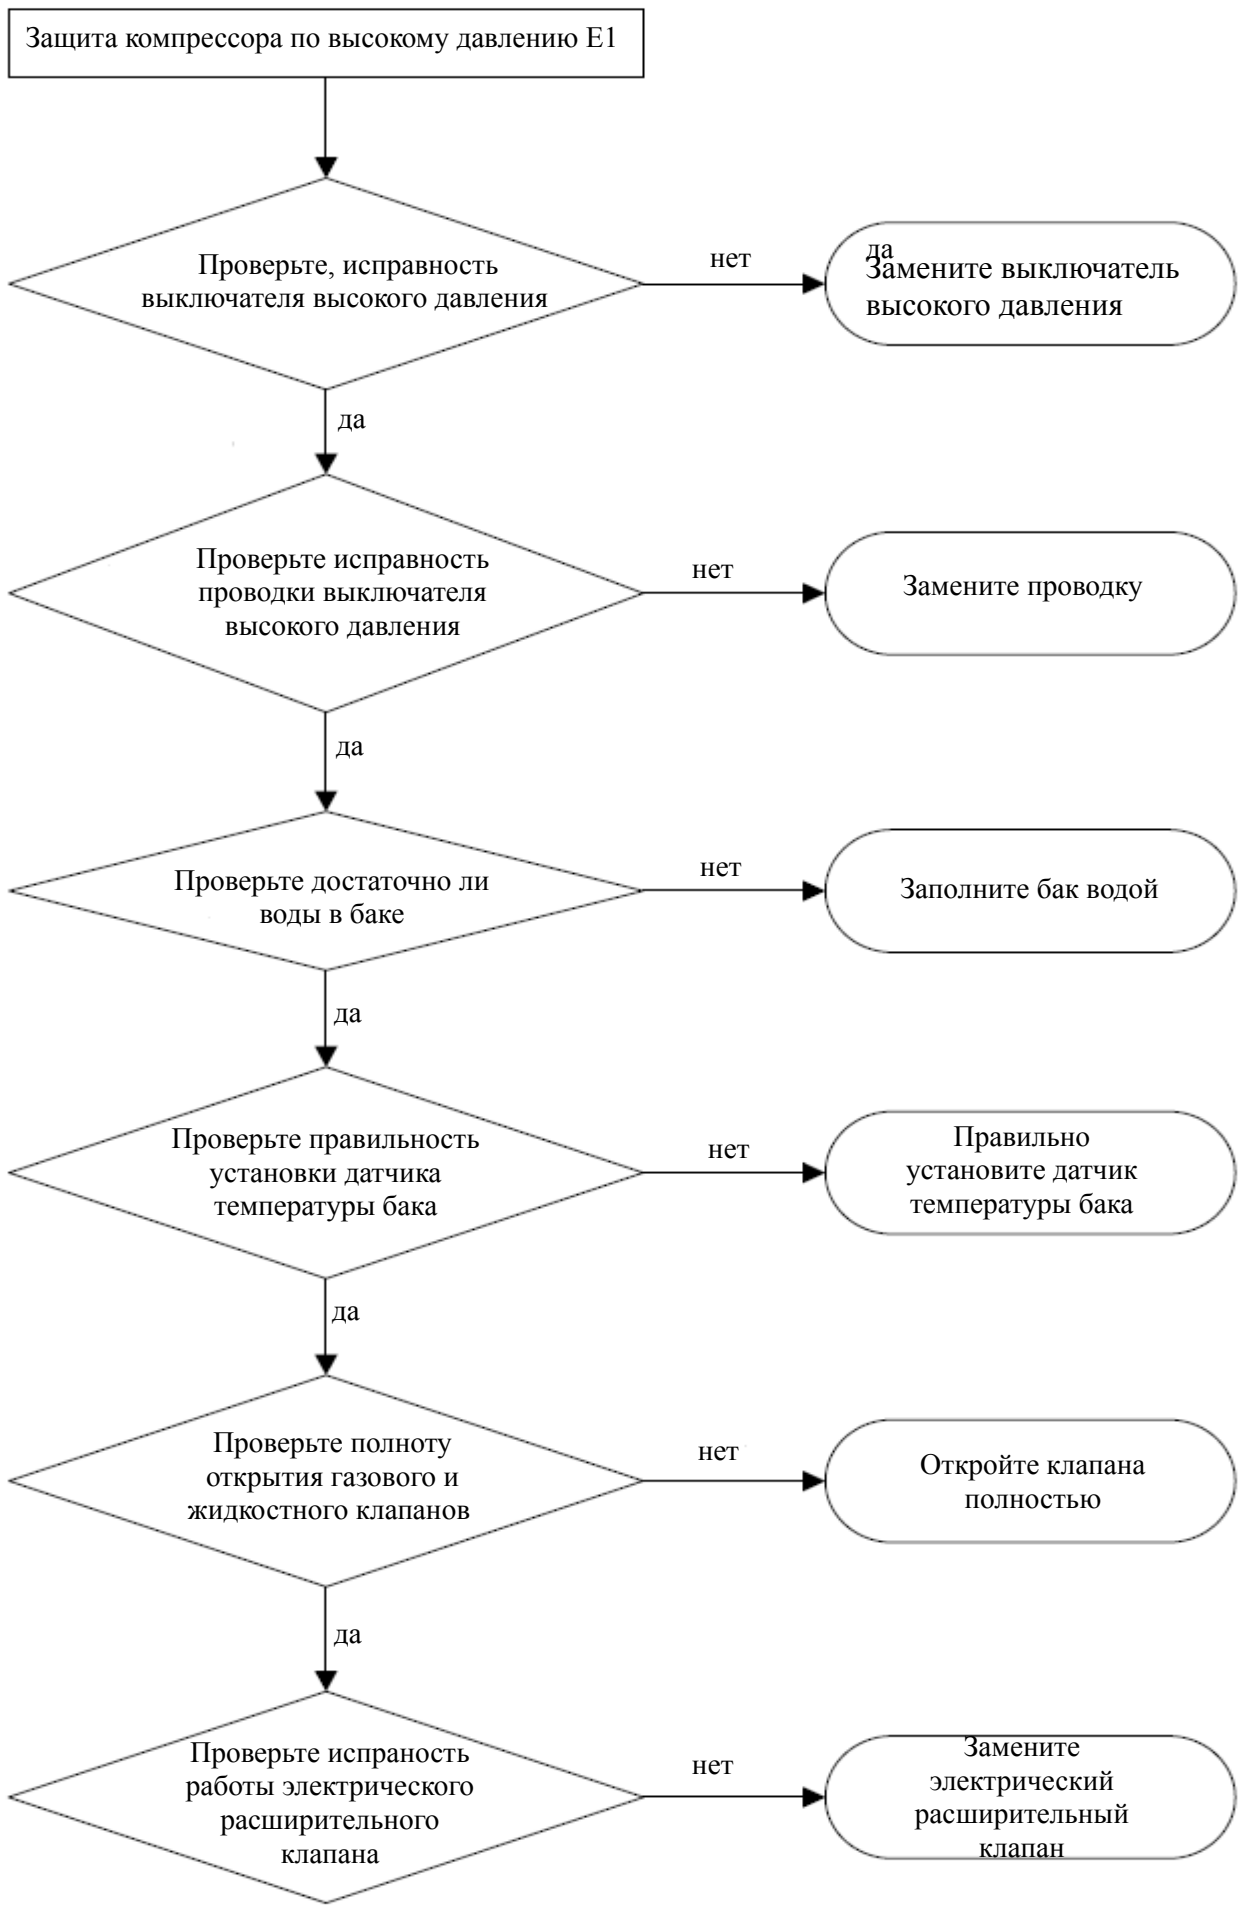 Защита компрессора по высокому давлению E1
Проверьте, исправность
выключателя высокого давления
нет
да
Замените выключатель
высокого давления
да
Проверьте исправность
проводки выключателя
высокого давления
нет
Замените проводку
да
Проверьте достаточно ли
воды в баке
нет
Заполните бак водой
да
Проверьте правильность
установки датчика
температуры бака
нет
Правильно
установите датчик
температуры бака
да
Проверьте полноту
открытия газового и
жидкостного клапанов
нет
Откройте клапана
полностью
да
Проверьте испраность
работы электрического
расширительного
клапана
нет
Замените
электрический
расширительный
клапан